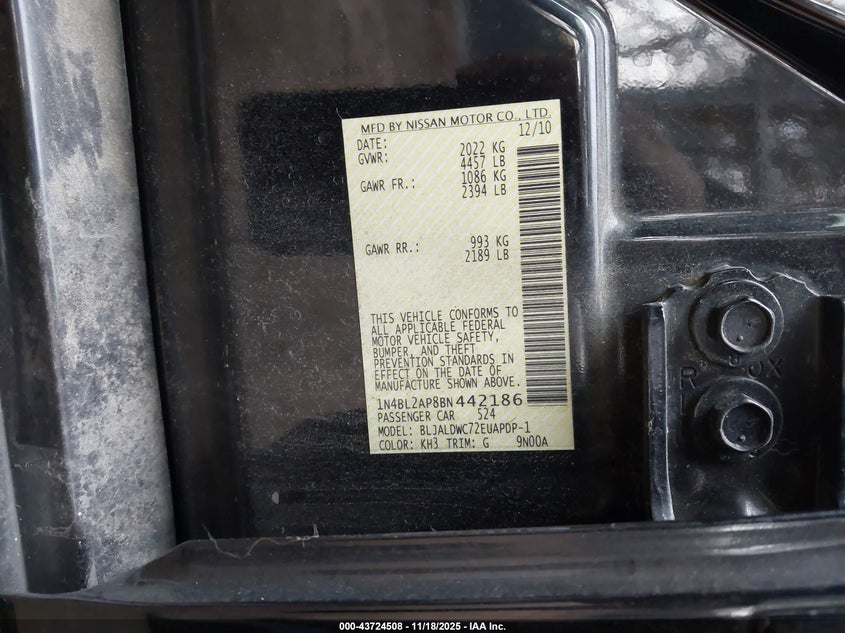 MFD BY NISSAN MOTOR CO., LTD.
DATE: 12/10
GVWR: 2022 KG
4457 LB
GAWR FR.: 1086 KG
2394 LB
GAWR RR.: 993 KG
2189 LB
THIS VEHICLE CONFORMS TO
ALL APPLICABLE FEDERAL
MOTOR VEHICLE SAFETY,
BUMPER, AND THEFT
PREVENTION STANDARDS IN
EFFECT ON THE DATE OF
MANUFACTURE SHOWN ABOVE.
1N4BL2AP8BN442186
PASSENGER CAR 524
MODEL: BLJALDWC72EUAPDP-1
COLOR: KH3 TRIM: G 9N00A
000-43724508 - 11/18/2025 - IAA Inc.